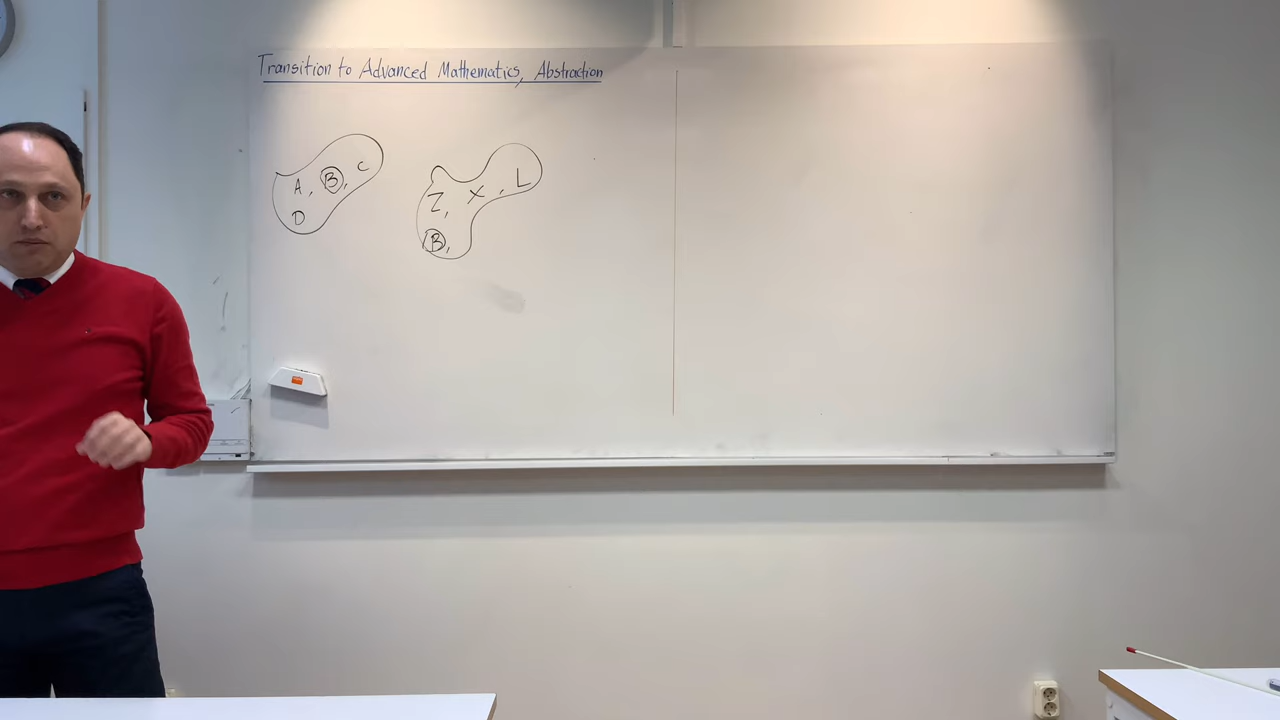 Transition to Advanced Mathematics, Abstraction
A, B, C
D
Z, X, L
B,